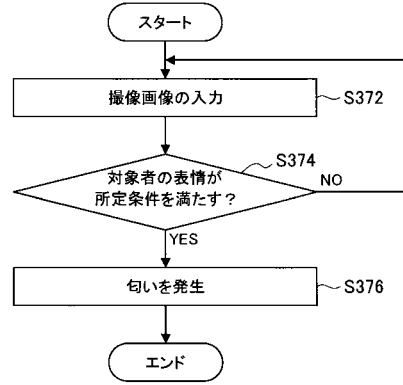 スタート
撮像画像の入力
S372
S374
対象者の表情が
所定条件を満たす？
NO
YES
匂いを発生
S376
エンド